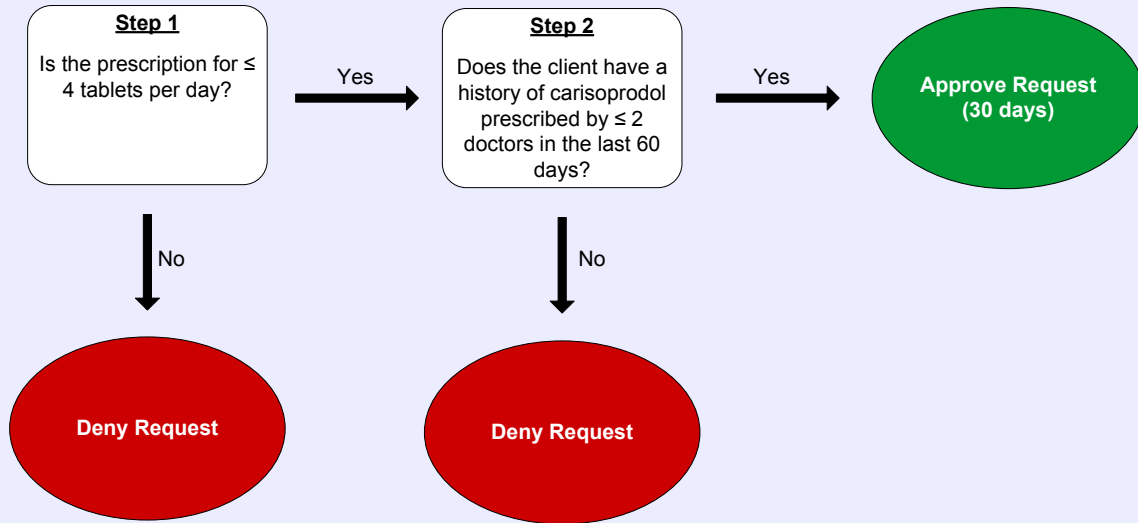 Step 1
Is the prescription for ≤
4 tablets per day?
Yes
Step 2
Does the client have a
history of carisoprodol
prescribed by ≤ 2
doctors in the last 60
days?
Yes
Approve Request
(30 days)
No
No
Deny Request
Deny Request